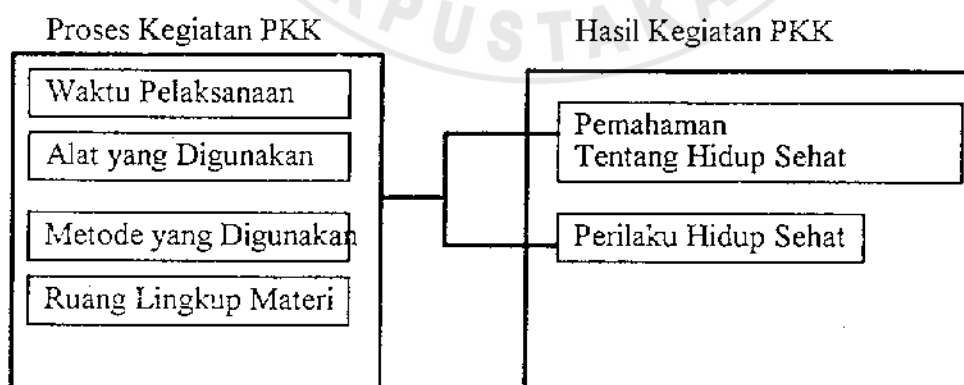 PUSTAKA
Proses Kegiatan PKK
Hasil Kegiatan PKK
Waktu Pelaksanaan
Alat yang Digunakan
Metode yang Digunakan
Ruang Lingkup Materi
Pemahaman
Tentang Hidup Sehat
Perilaku Hidup Sehat